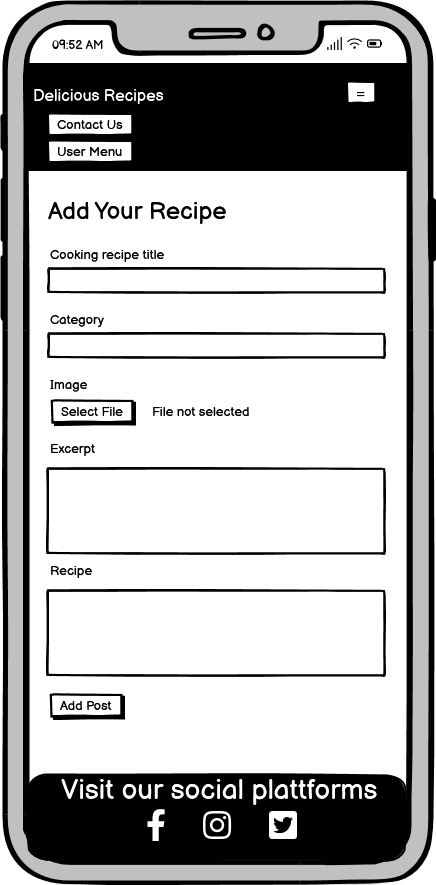 09:52 AM
Delicious Recipes
=
Contact Us
User Menu
Add Your Recipe
Cooking recipe title
Category
Image
Select File File not selected
Excerpt
Recipe
Add Post
Visit our social plattforms